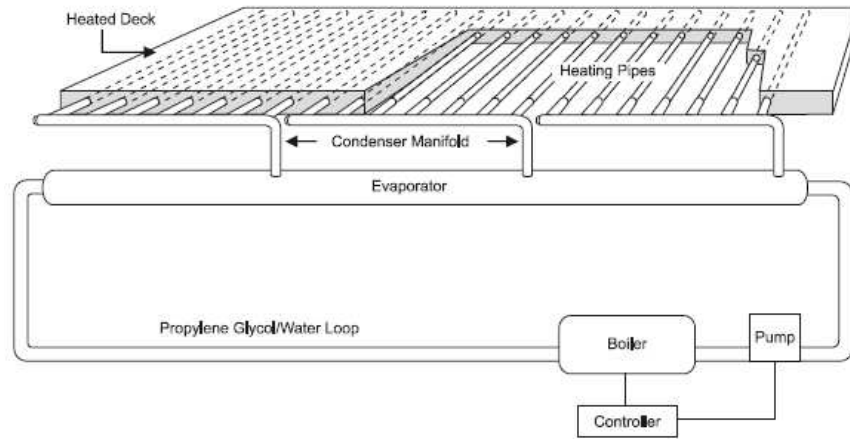 Heated Deck
Heating Pipes
Condenser Manifold
Evaporator
Propylene Glycol/Water Loop
Boiler
Pump
Controller